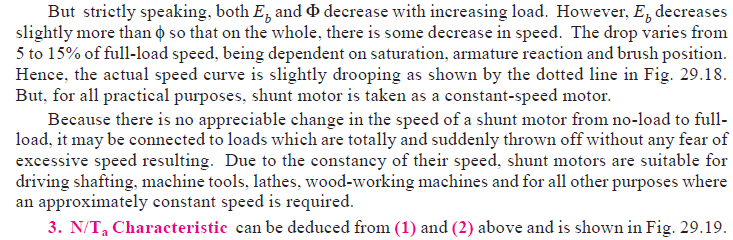 But strictly speaking, both E_b and Φ decrease with increasing load. However, E_b decreases
slightly more than ϕ so that on the whole, there is some decrease in speed. The drop varies from
5 to 15% of full-load speed, being dependent on saturation, armature reaction and brush position.
Hence, the actual speed curve is slightly drooping as shown by the dotted line in Fig. 29.18.
But, for all practical purposes, shunt motor is taken as a constant-speed motor.
Because there is no appreciable change in the speed of a shunt motor from no-load to full-
load, it may be connected to loads which are totally and suddenly thrown off without any fear of
excessive speed resulting. Due to the constancy of their speed, shunt motors are suitable for
driving shafting, machine tools, lathes, wood-working machines and for all other purposes where
an approximately constant speed is required.
3. N/T_a Characteristic can be deduced from (1) and (2) above and is shown in Fig. 29.19.